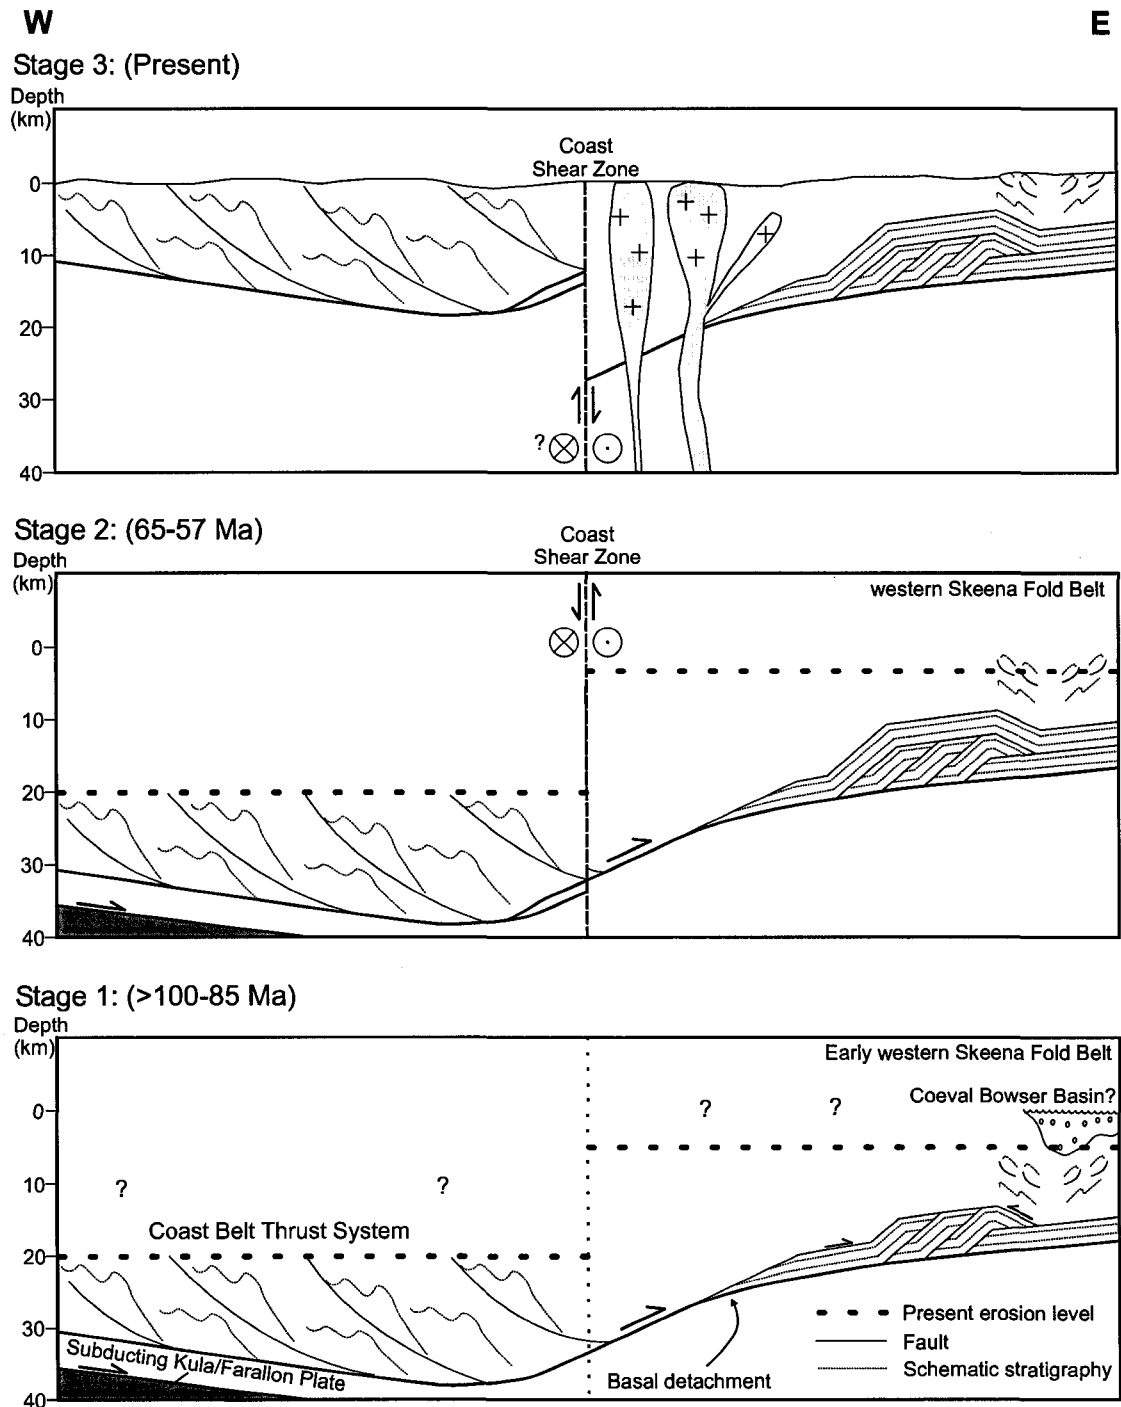 W E
Stage 3: (Present)
Depth
(km)
Coast
Shear Zone
0
10
20
30
?
40
Stage 2: (65-57 Ma)
Coast
Shear Zone
Depth
(km)
western Skeena Fold Belt
0
10
20
30
40
Stage 1: (>100-85 Ma)
Depth
(km)
Early western Skeena Fold Belt
Coeval Bowser Basin?
0
? ?
10
? ?
Coast Belt Thrust System
20
Present erosion level
30
Fault
Subducting Kula/Farallon Plate
Schematic stratigraphy
Basal detachment
40